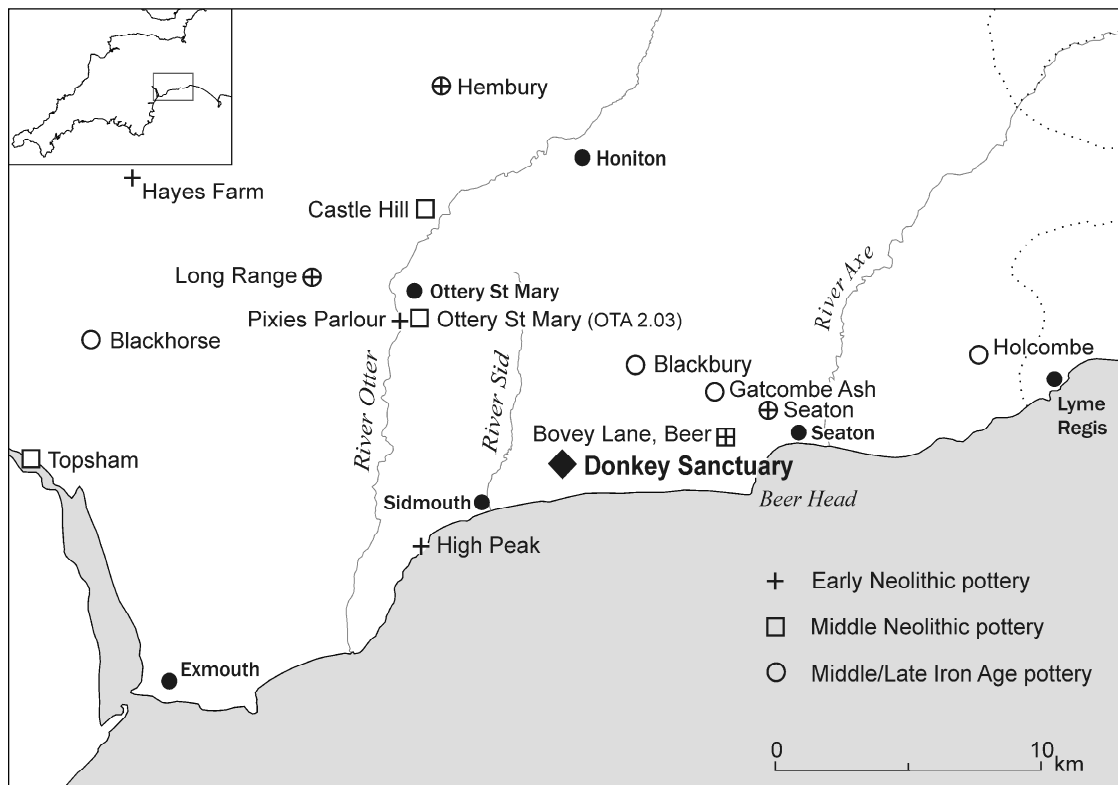 Hembury
Honiton
Hayes Farm
Castle Hill
River Axe
Long Range
Ottery St Mary
Pixies Parlour
Ottery St Mary (OTA 2.03)
Blackhorse
Holcombe
Blackbury
Gatcombe Ash
River Otter
River Sid
Seaton
Lyme
Regis
Bovey Lane, Beer
Seaton
Topsham
Donkey Sanctuary
Sidmouth
Beer Head
High Peak
Early Neolithic pottery
Middle Neolithic pottery
Exmouth
Middle/Late Iron Age pottery
0
10
km